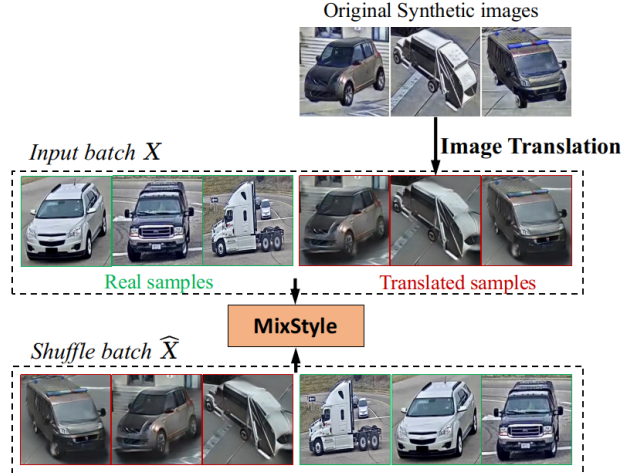 Original Synthetic images
Image Translation
Input batch X
Real samples
Translated samples
MixStyle
Shuffle batch X̂